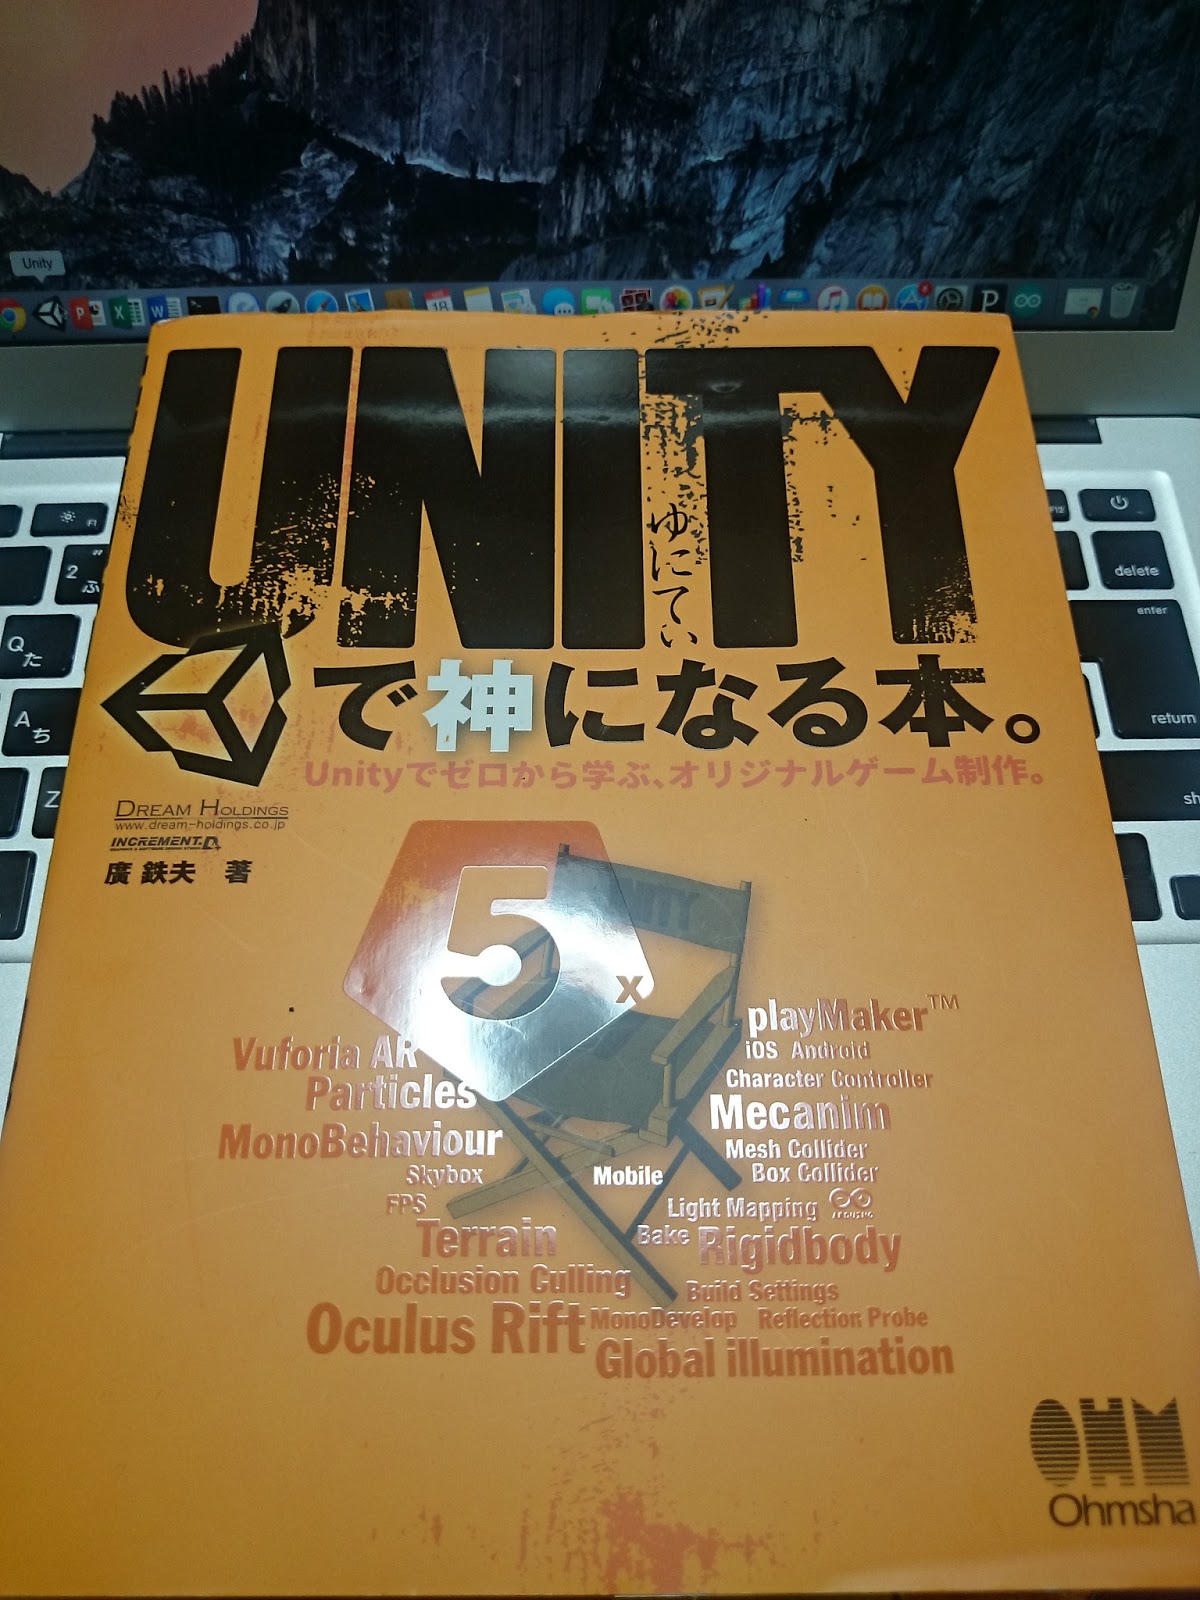 Unity
18
UNITY
ゆにてぃ
で神になる本。
Unityでゼロから学ぶ、オリジナルゲーム制作。
DREAM HOLDINGS
www.dream-holdings.co.jp
INCREMENT.D
廣 鉄夫 著
UNITY
5
x
playMaker™
iOS Android
Vuforia AR
Character Controller
Particles
Mecanim
MonoBehaviour
Mesh Collider
Skybox
Mobile
Box Collider
FPS
Light Mapping
Terrain
Bake
Rigidbody
Occlusion Culling
Build Settings
Oculus Rift
MonoDevelop
Reflection Probe
Global illumination
OHM
Ohmsha
2
ふ
Q
た
A
ち
Z
delete
enter
return
sh